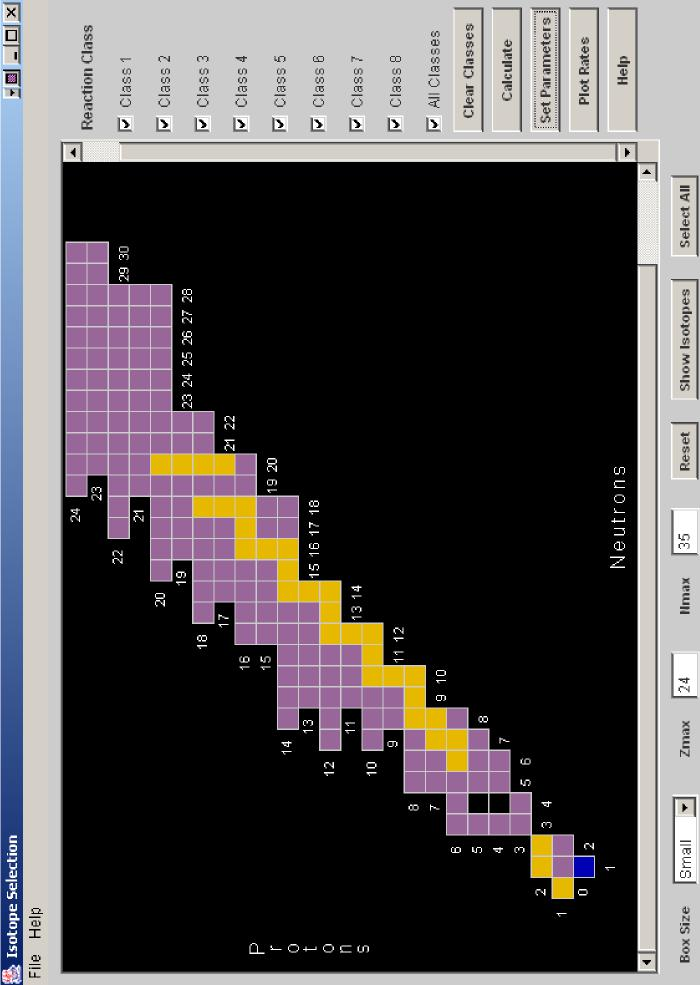 Isotope Selection
File Help
Reaction Class
Class 1
Class 2
Class 3
Class 4
Class 5
Class 6
Class 7
Class 8
All Classes
Clear Classes
Calculate
Set Parameters
Plot Rates
Help
Protons
24
23
22
21
20
19
18
17
16
15
14
13
12
11
10
9
8
7
6
5
4
3
2
1
0
1
2
3
4
5
6
7
8
9
10
11
12
13
14
15
16
17
18
19
20
21
22
23
24
25
26
27
28
29
30
Neutrons
Box Size Small Zmax 24 Nmax 35 Reset Show Isotopes Select All